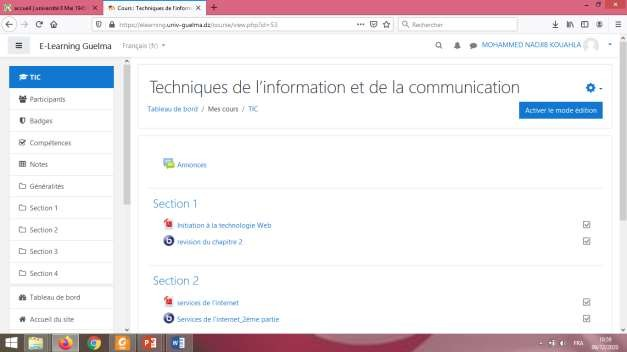 accueil | université 8 Mai 194
Cours : Techniques de l'inform
https://elearning.univ-guelma.dz/course/view.php?id=53
Rechercher
E-Learning Guelma
Français (fr)
MOHAMMED NADJIB KOUAHLA
TIC
Participants
Badges
Compétences
Notes
Généralités
Section 1
Section 2
Section 3
Section 4
Tableau de bord
Accueil du site
Techniques de l'information et de la communication
Tableau de bord / Mes cours / TIC
Activer le mode édition
Annonces
Section 1
Initiation à la technologie Web
revision du chapitre 2
Section 2
services de l'internet
Services de l'internet_2ème partie
FRA